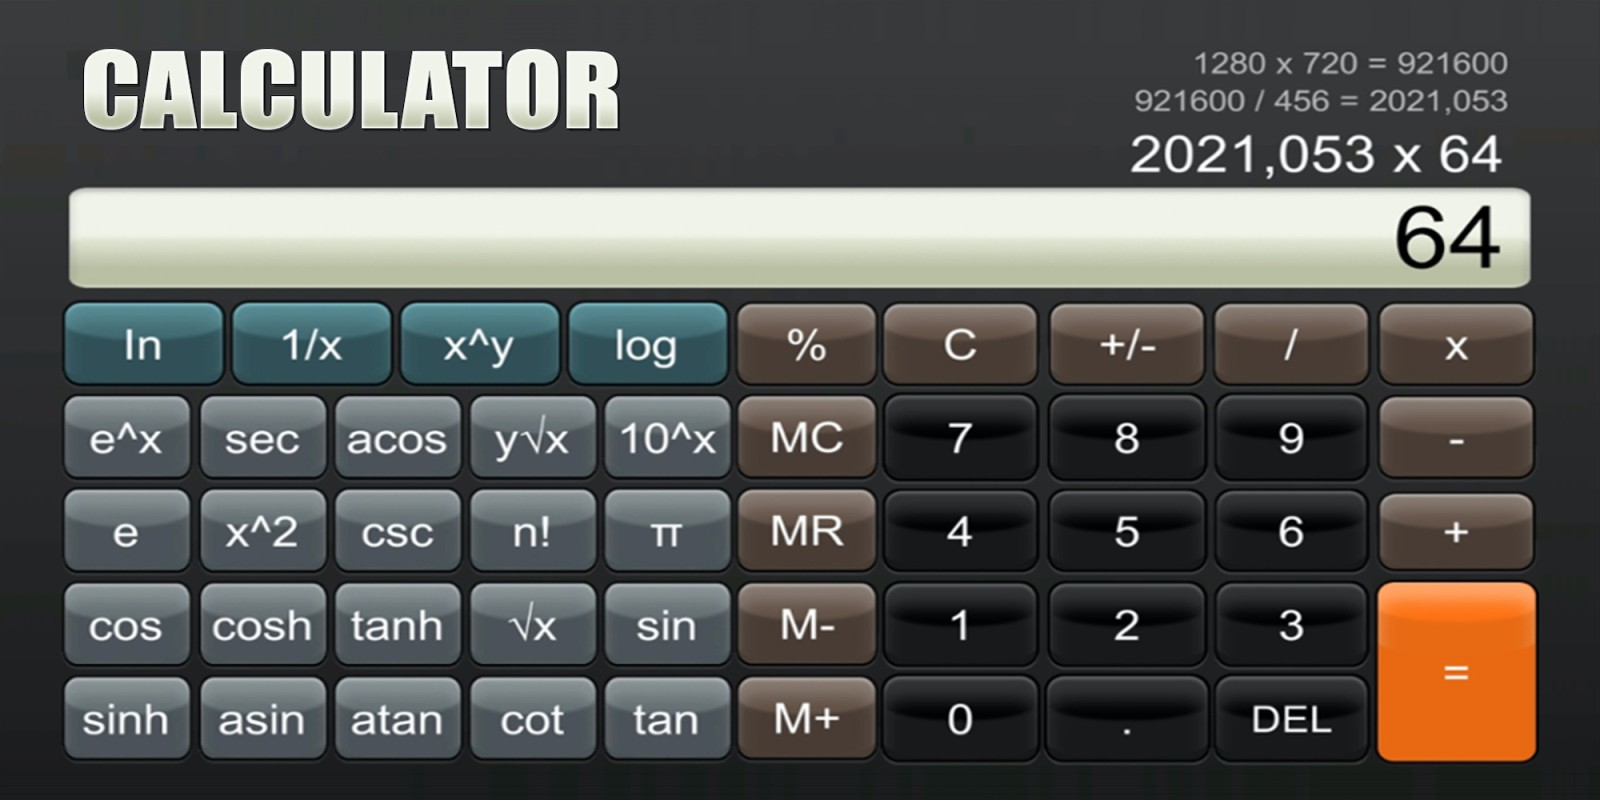 CALCULATOR
1280 x 720 = 921600
921600 / 456 = 2021,053
2021,053 x 64
64
ln 1/x x^y log % C +/- / x
e^x sec acos y√x 10^x MC 7 8 9 -
e x^2 csc n! π MR 4 5 6 +
cos cosh tanh √x sin M- 1 2 3
=
sinh asin atan cot tan M+ 0 . DEL